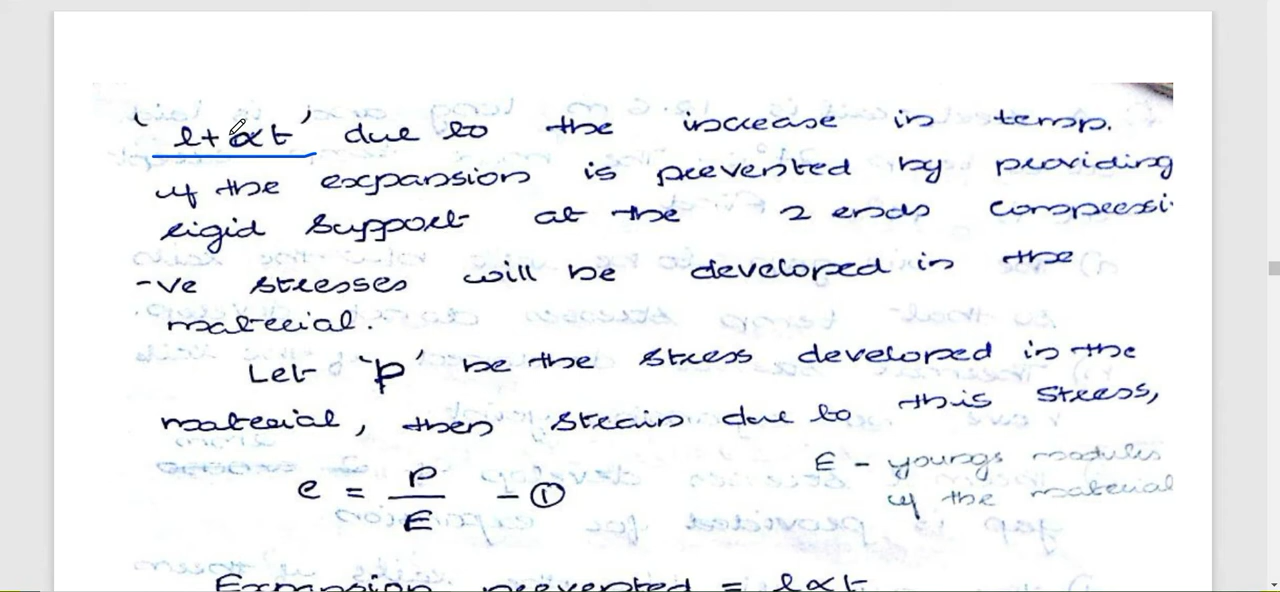 'l+αt' due to the increase in temp.
if the expansion is prevented by providing
rigid support at the 2 ends compressi
-ve stresses will be developed in the
material.
Let 'p' be the stress developed in the
material, then strain due to this stress,
e = p/E - ① E - youngs modulus
of the material
Expansion prevented = lαt